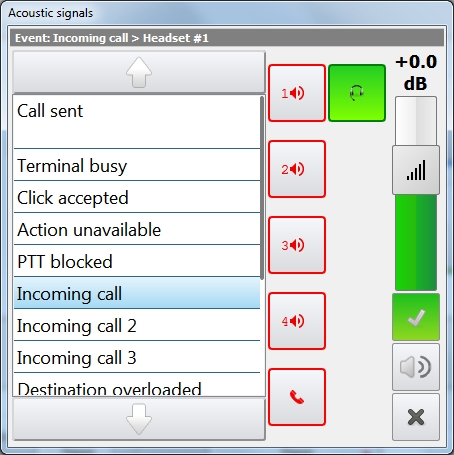 Acoustic signals
Event: Incoming call > Headset #1
+0.0
dB
Call sent
Terminal busy
Click accepted
Action unavailable
PTT blocked
Incoming call
Incoming call 2
Incoming call 3
Destination overloaded
1
2
3
4